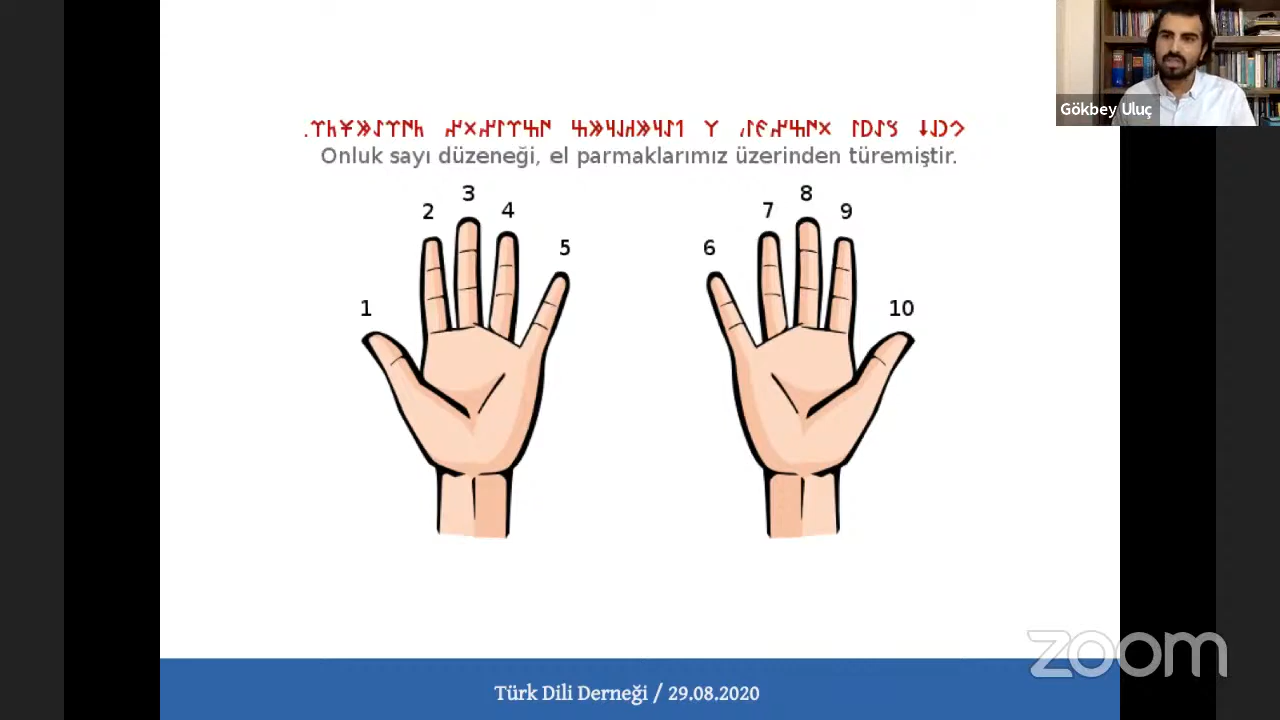 Gökbey Uluç
Onluk sayı düzeneği, el parmaklarımız üzerinden türemiştir.
1
2
3
4
5
6
7
8
9
10
zoom
Türk Dili Derneği / 29.08.2020